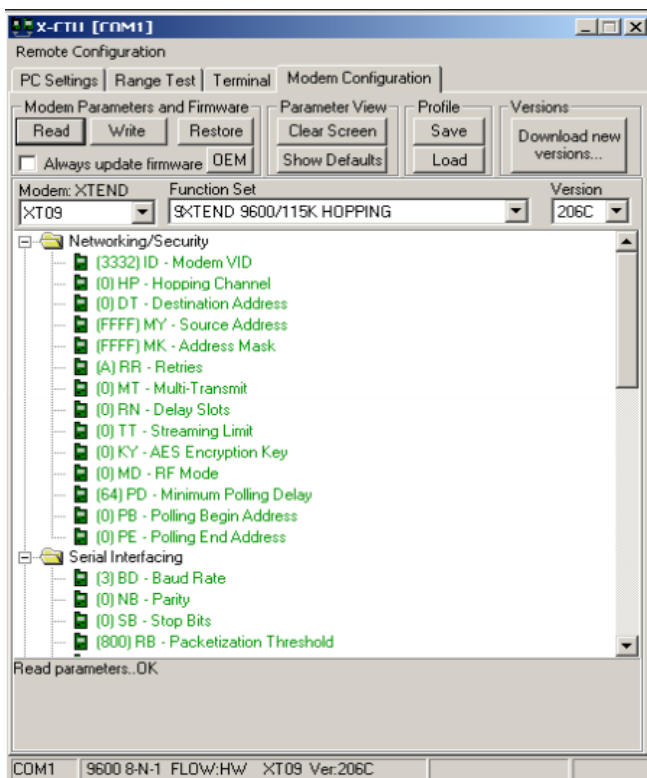 X-CTU [COM1]
Remote Configuration
PC Settings Range Test Terminal Modem Configuration
Modem Parameters and Firmware Parameter View Profile Versions
Read Write Restore Clear Screen Save Download new versions...
Always update firmware OEM Show Defaults Load
Modem: XTEND Function Set Version
XT09 9XTEND 9600/115K HOPPING 206C
Networking/Security
(3332) ID - Modem VID
(0) HP - Hopping Channel
(0) DT - Destination Address
(FFFF) MY - Source Address
(FFFF) MK - Address Mask
(A) RR - Retries
(0) MT - Multi-Transmit
(0) RN - Delay Slots
(0) TT - Streaming Limit
(0) KY - AES Encryption Key
(0) MD - RF Mode
(64) PD - Minimum Polling Delay
(0) PB - Polling Begin Address
(0) PE - Polling End Address
Serial Interfacing
(3) BD - Baud Rate
(0) NB - Parity
(0) SB - Stop Bits
(800) RB - Packetization Threshold
Read parameters..OK
COM1 9600 8-N-1 FLOW:HW XT09 Ver:206C